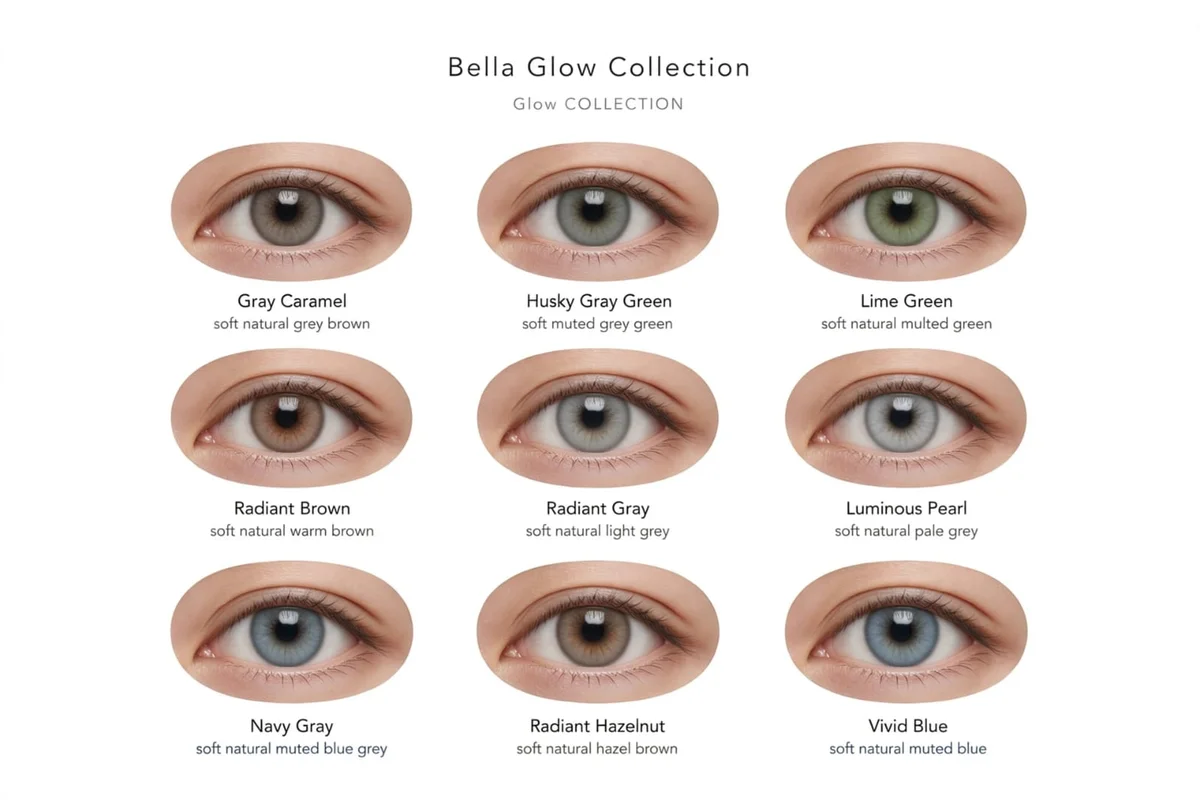 Bella Glow Collection
Glow COLLECTION
Gray Caramel
soft natural grey brown
Husky Gray Green
soft muted grey green
Lime Green
soft natural multed green
Radiant Brown
soft natural warm brown
Radiant Gray
soft natural light grey
Luminous Pearl
soft natural pale grey
Navy Gray
soft natural muted blue grey
Radiant Hazelnut
soft natural hazel brown
Vivid Blue
soft natural muted blue